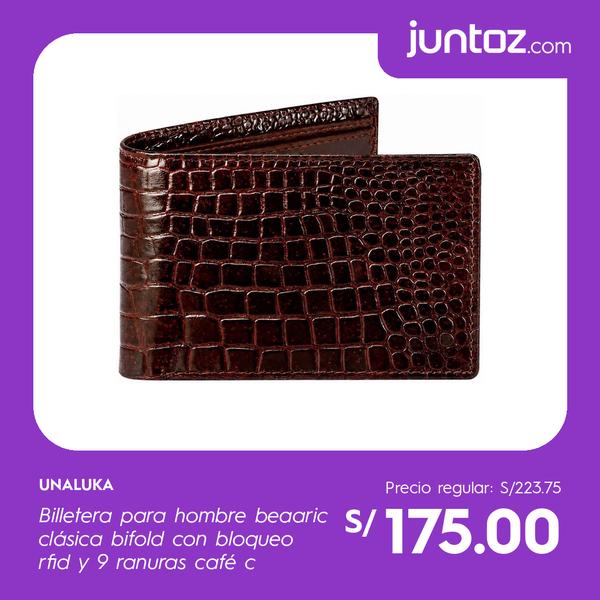 juntoz.com
UNALUKA
Billetera para hombre beaaric
clásica bifold con bloqueo
rfid y 9 ranuras café c
Precio regular: S/223.75
S/175.00